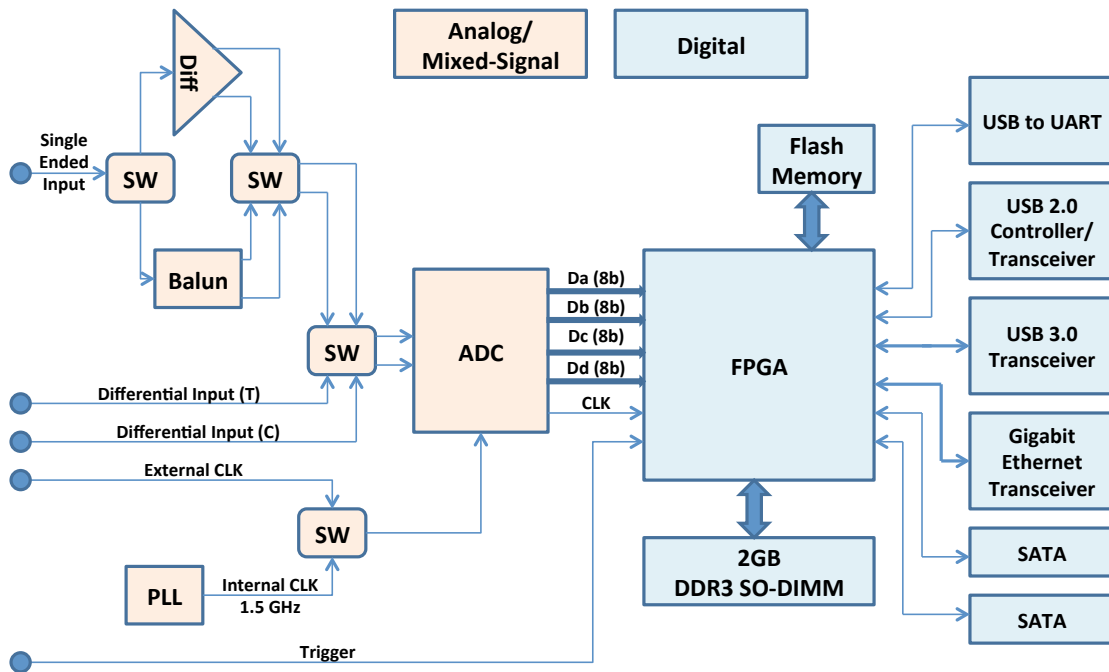 Analog/
Mixed-Signal
Digital
Diff
Single
Ended
Input
SW
SW
Balun
Flash
Memory
USB to UART
USB 2.0
Controller/
Transceiver
USB 3.0
Transceiver
Gigabit
Ethernet
Transceiver
SATA
SATA
SW
ADC
Da (8b)
Db (8b)
Dc (8b)
Dd (8b)
CLK
FPGA
Differential Input (T)
Differential Input (C)
External CLK
SW
PLL
Internal CLK
1.5 GHz
2GB
DDR3 SO-DIMM
Trigger